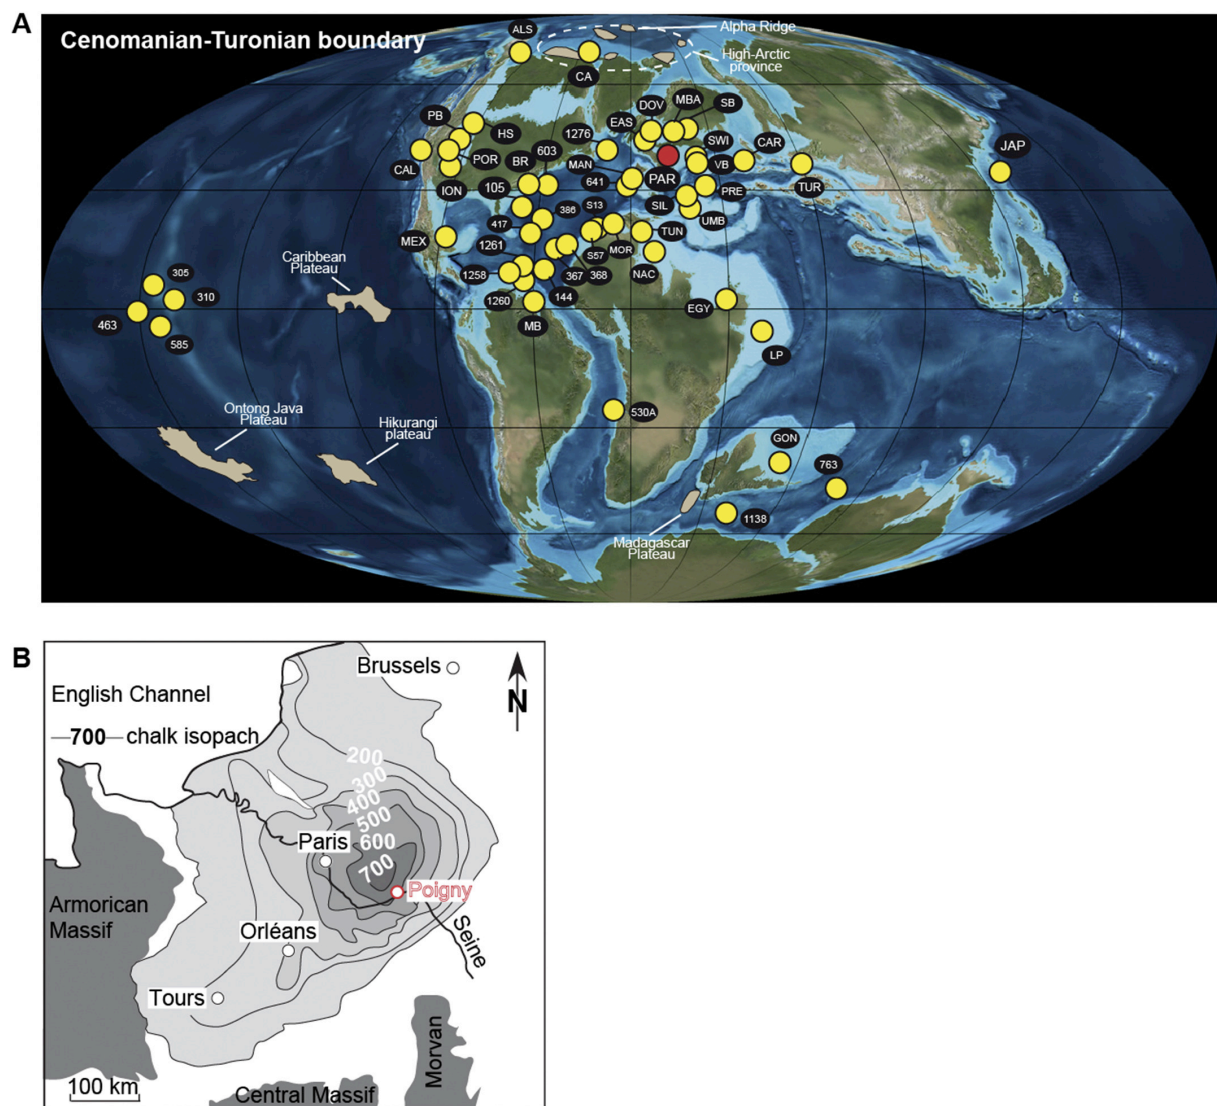 A
Cenomanian-Turonian boundary
ALS
Alpha Ridge
High-Arctic
province
CA
DOV
MBA
SB
PB
HS
1276
EAS
SWI
CAR
JAP
CAL
POR
BR
603
MAN
VB
ION
105
641
PAR
PRE
TUR
386
S13
SIL
417
UMB
MEX
1261
MOR
TUN
S57
Caribbean
Plateau
1258
367
368
NAC
305
310
1260
144
EGY
463
MB
585
LP
Ontong Java
Plateau
Hikurangi
plateau
530A
GON
763
1138
Madagascar
Plateau
B
Brussels
English Channel
N
700 chalk isopach
200
300
400
500
Paris
600
700
Poigny
Armorican
Massif
Orléans
Seine
Tours
Morvan
100 km
Central Massif